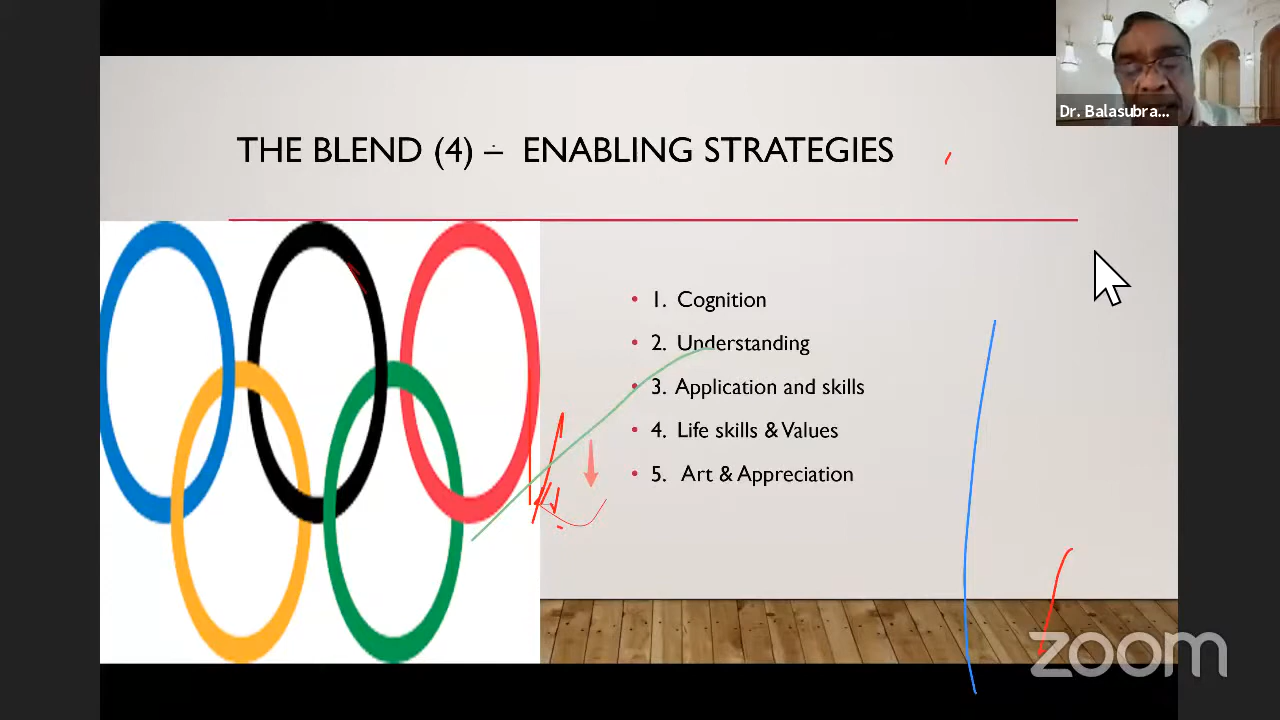 Dr. Balasubra...
THE BLEND (4) – ENABLING STRATEGIES
• 1. Cognition
• 2. Understanding
• 3. Application and skills
• 4. Life skills & Values
• 5. Art & Appreciation
zoom